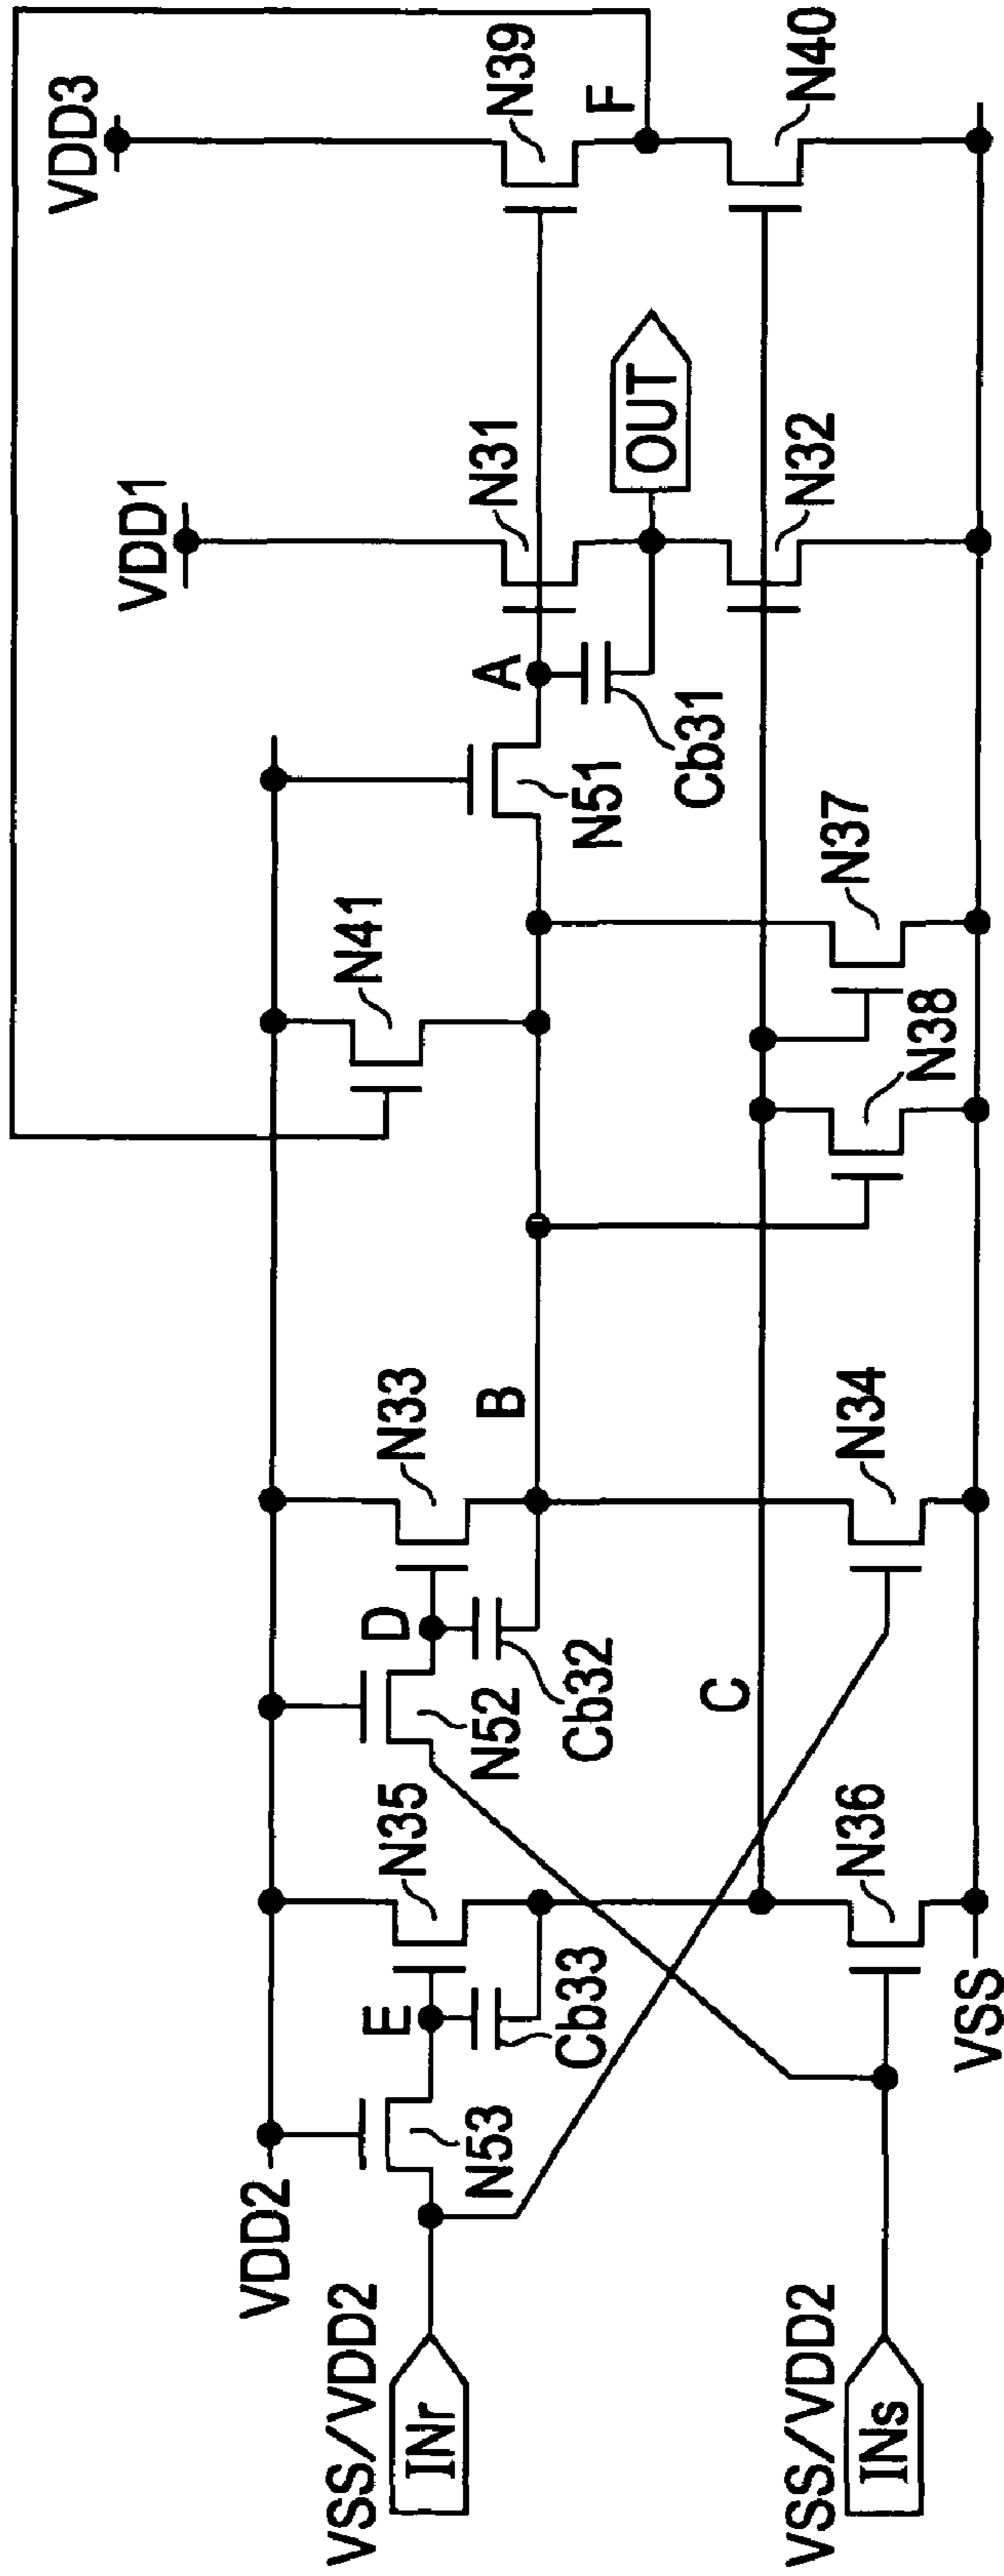 VDD3
N39
F
N40
VDD1
N31
OUT
N32
A
Cb31
N51
N37
N41
N38
N33
B
N34
D
Cb32
N52
C
N35
N36
E
Cb33
N53
VSS
VDD2
VSS/VDD2
INr
VSS/VDD2
INs